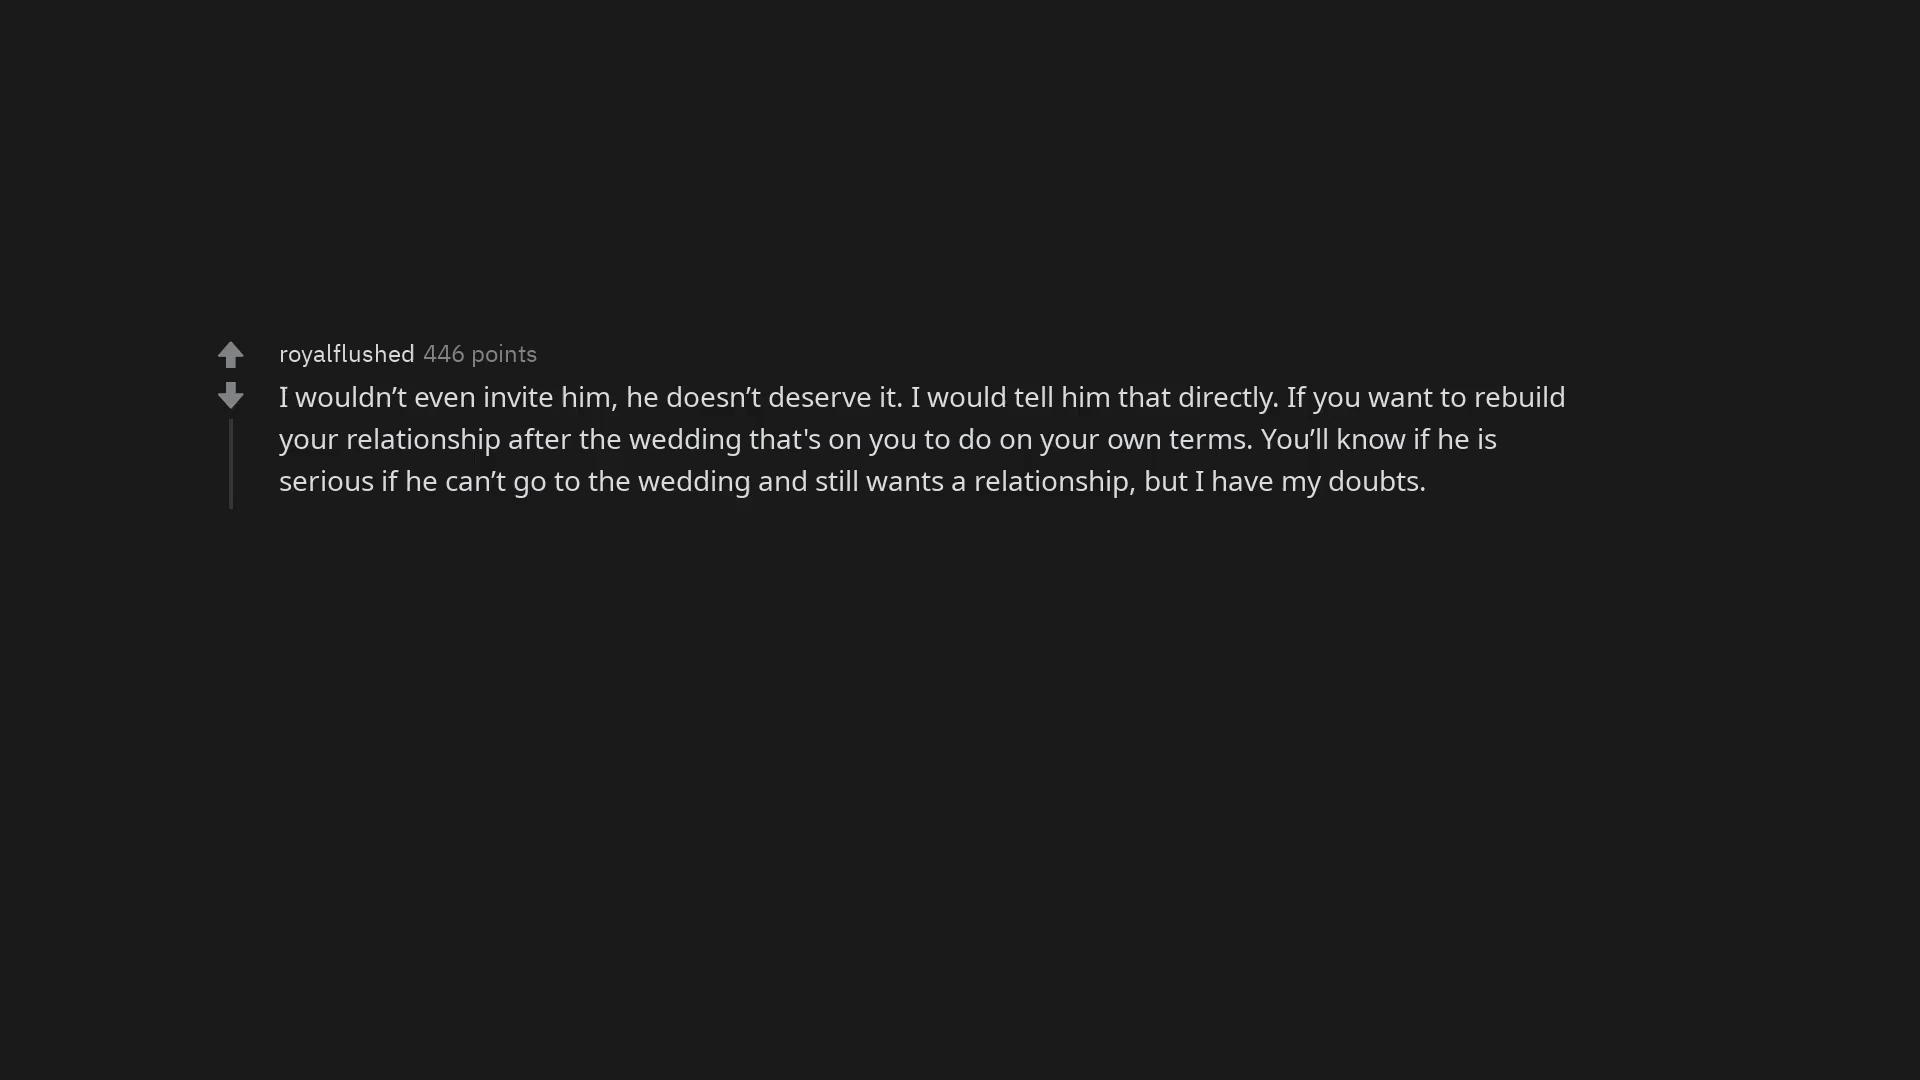 royalflushed 446 points
I wouldn’t even invite him, he doesn’t deserve it. I would tell him that directly. If you want to rebuild
your relationship after the wedding that's on you to do on your own terms. You’ll know if he is
serious if he can’t go to the wedding and still wants a relationship, but I have my doubts.